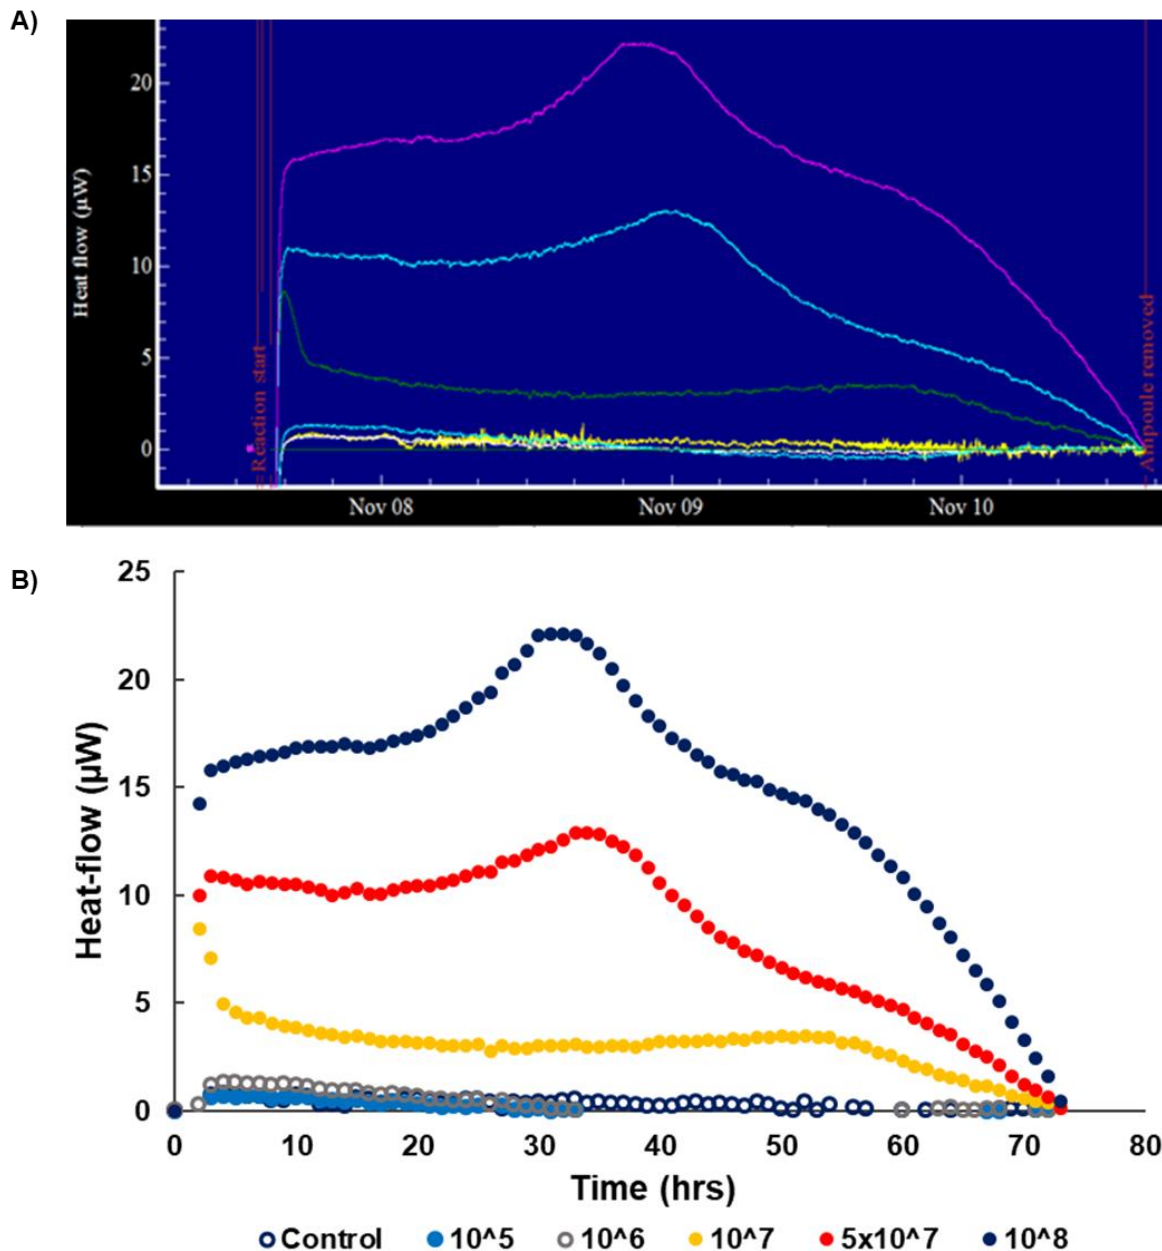 A)
20
15
10
5
0
Heat flow (µW)
Reaction start
Ampoule removed
Nov 08
Nov 09
Nov 10
B)
25
20
15
10
5
0
Heat-flow (µW)
0
10
20
30
40
50
60
70
80
Time (hrs)
Control
10^5
10^6
10^7
5x10^7
10^8